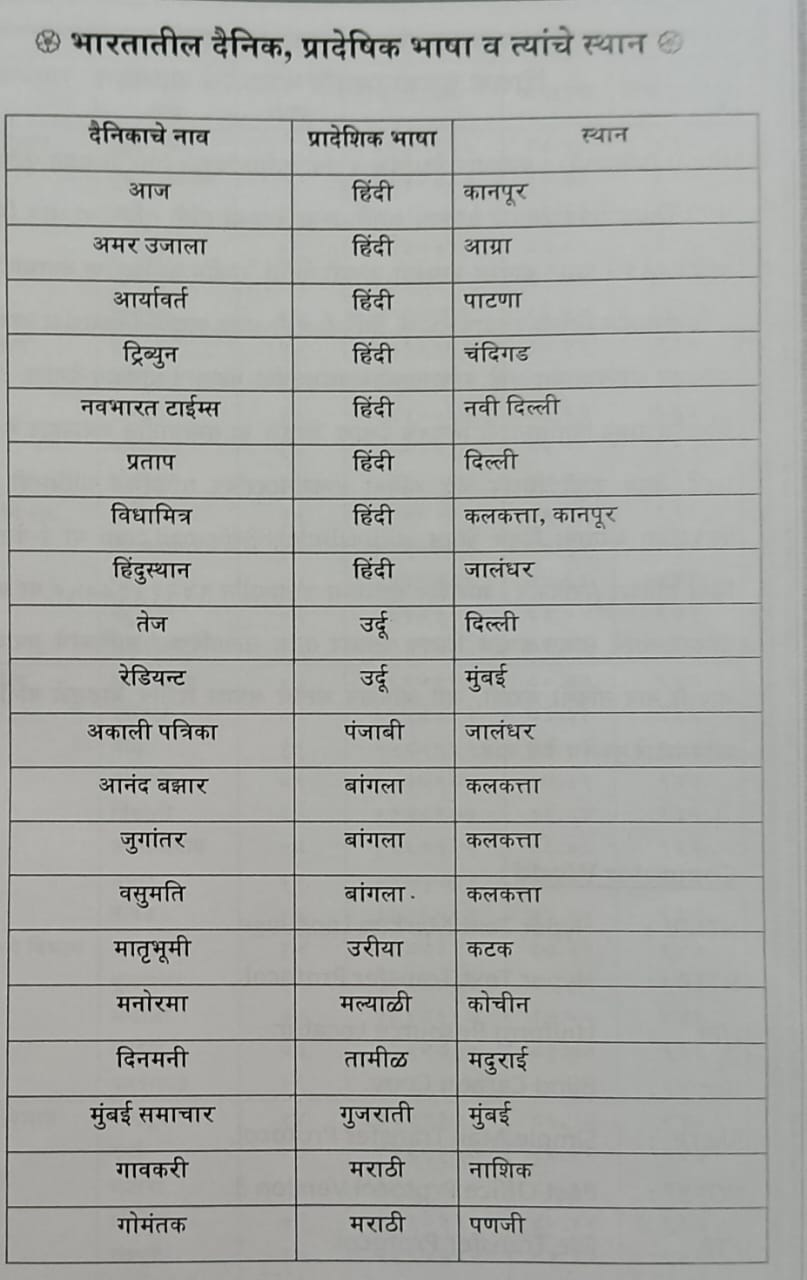 भारतातील दैनिक, प्रादेषिक भाषा व त्यांचे स्थान
दैनिकाचे नाव प्रादेशिक भाषा स्थान
आज हिंदी कानपूर
अमर उजाला हिंदी आग्रा
आर्यावर्त हिंदी पाटणा
ट्रिब्युन हिंदी चंदिगड
नवभारत टाईम्स हिंदी नवी दिल्ली
प्रताप हिंदी दिल्ली
विधामित्र हिंदी कलकत्ता, कानपूर
हिंदुस्थान हिंदी जालंधर
तेज उर्दू दिल्ली
रेडियन्ट उर्दू मुंबई
अकाली पत्रिका पंजाबी जालंधर
आनंद बझार बांगला कलकत्ता
जुगांतर बांगला कलकत्ता
वसुमति बांगला कलकत्ता
मातृभूमी उरीया कटक
मनोरमा मल्याळी कोचीन
दिनमनी तामीळ मदुराई
मुंबई समाचार गुजराती मुंबई
गावकरी मराठी नाशिक
गोमंतक मराठी पणजी